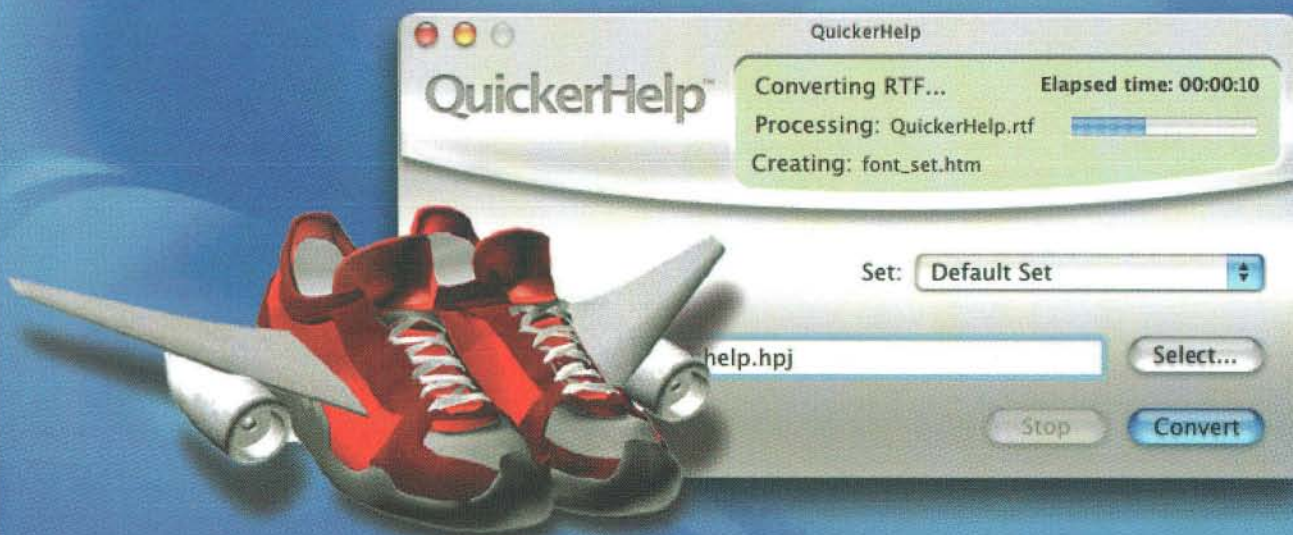 QuickerHelp
QuickerHelp™
Converting RTF... Elapsed time: 00:00:10
Processing: QuickerHelp.rtf
Creating: font_set.htm
Set: Default Set
help.hpj Select...
Stop Convert